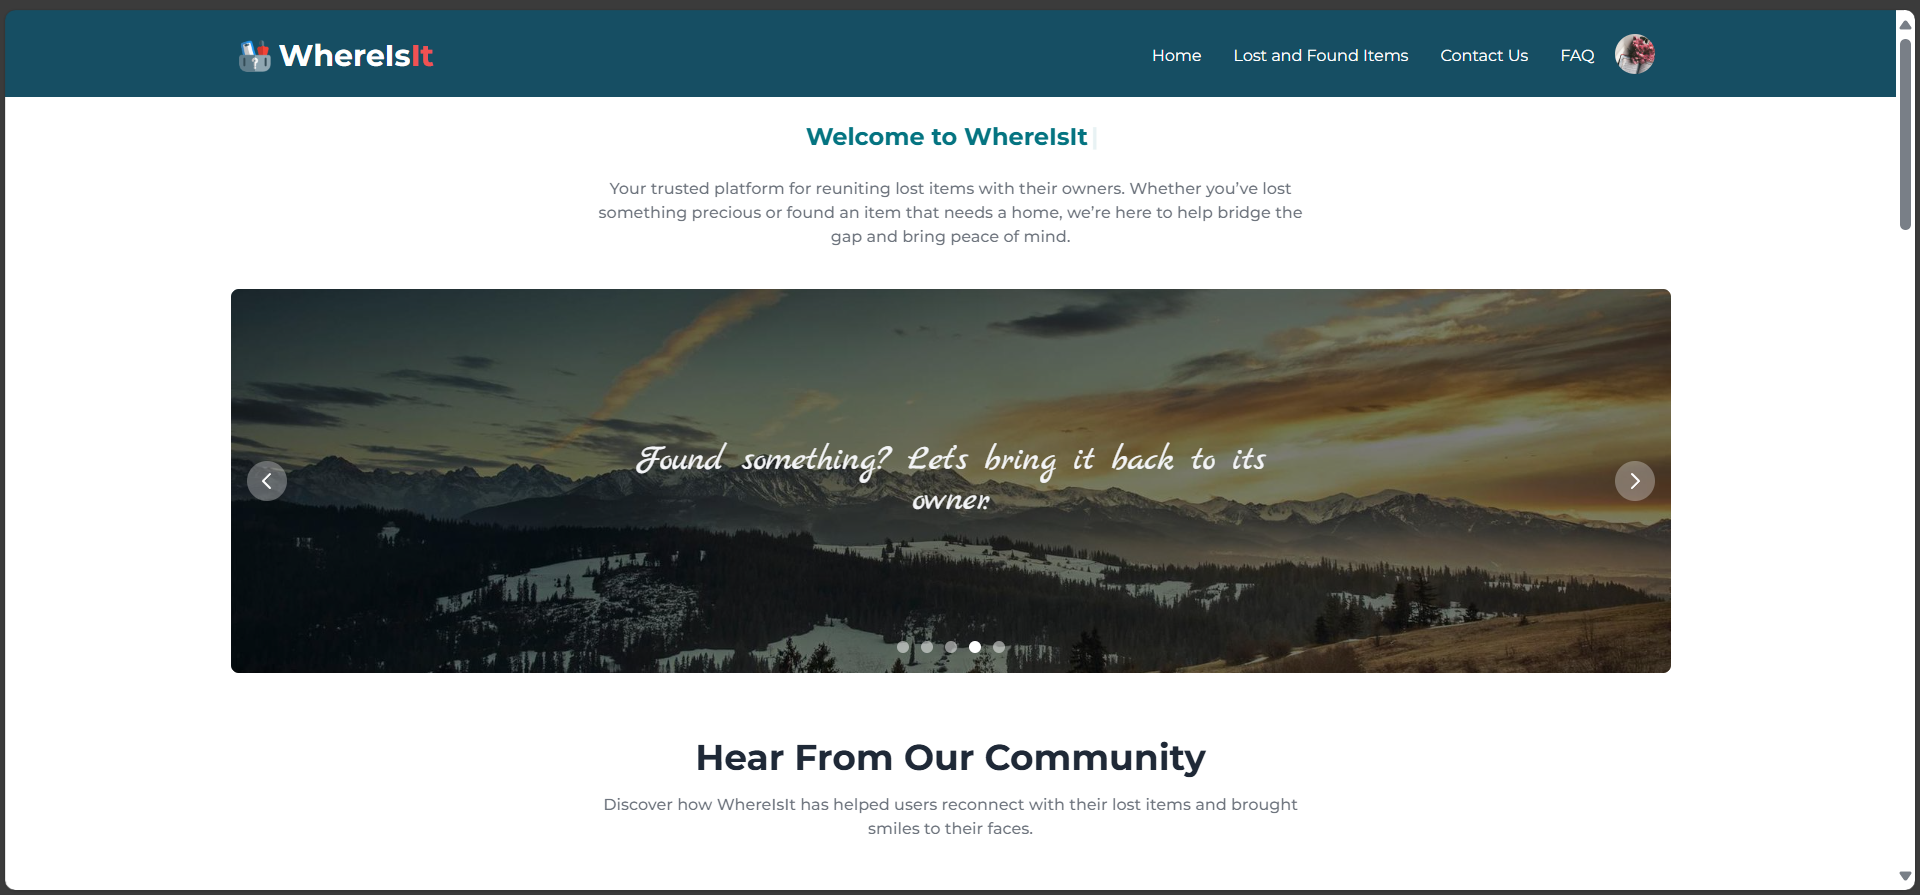 WhereIsIt
Home
Lost and Found Items
Contact Us
FAQ
Welcome to WhereIsIt
Your trusted platform for reuniting lost items with their owners. Whether you’ve lost
something precious or found an item that needs a home, we’re here to help bridge the
gap and bring peace of mind.
Found something? Let's bring it back to its
owner.
Hear From Our Community
Discover how WhereIsIt has helped users reconnect with their lost items and brought
smiles to their faces.